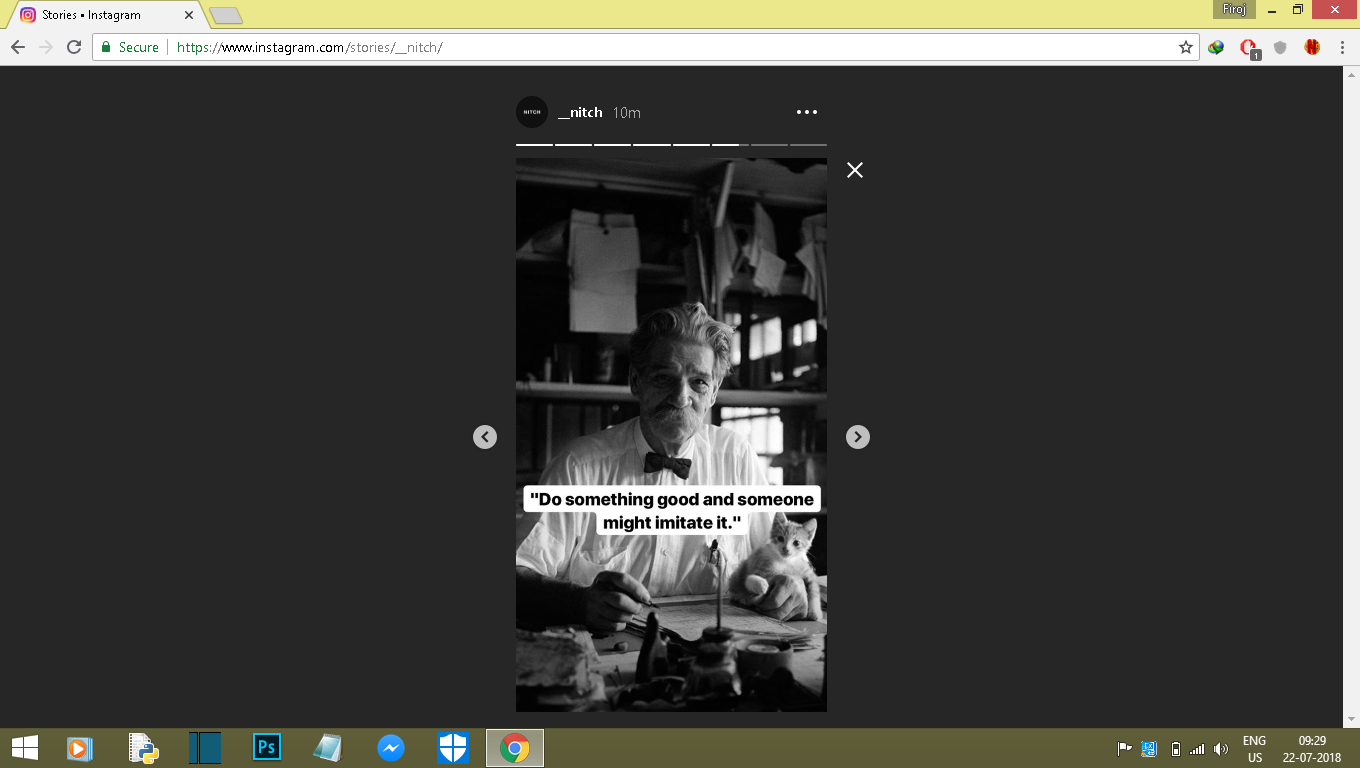 Stories • Instagram
Firoj
Secure
https://www.instagram.com/stories/__nitch/
1
NITCH
__nitch 10m
"Do something good and someone
might imitate it."
Ps
ENG
US
09:29
22-07-2018